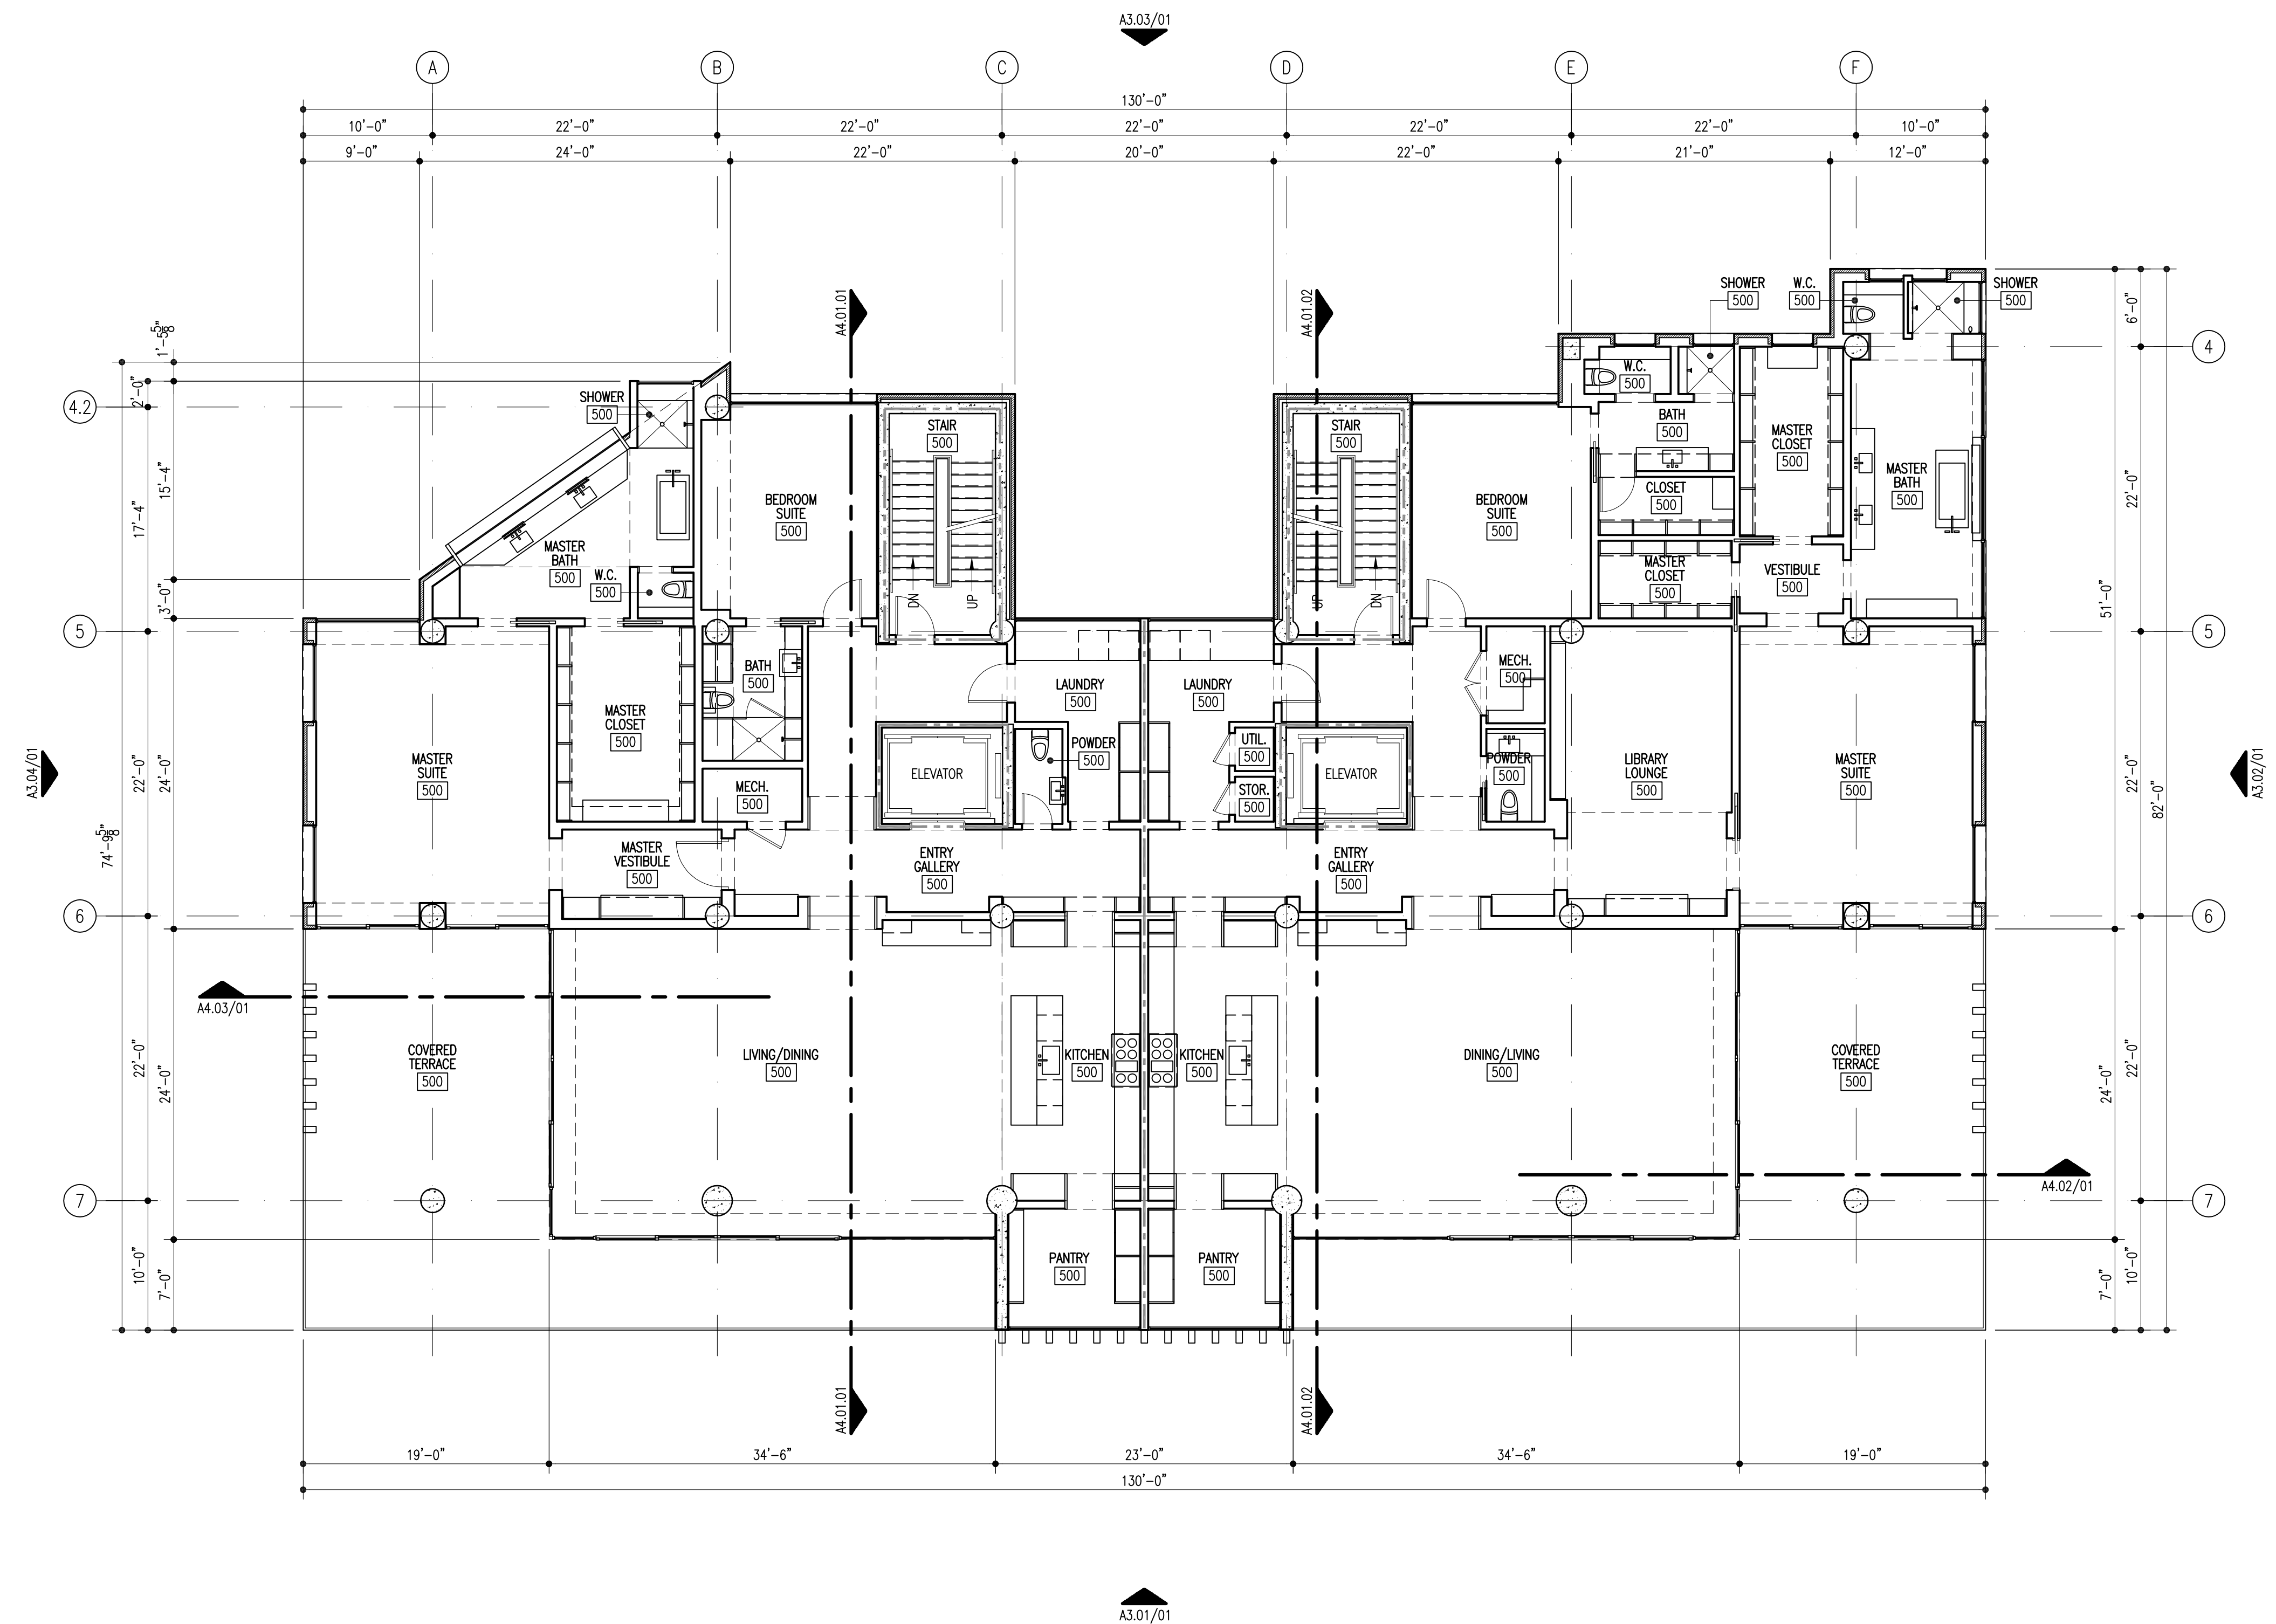 A3.03/01
A B C D E F
130'-0"
10'-0" 22'-0" 22'-0" 22'-0" 22'-0" 22'-0" 10'-0"
9'-0" 24'-0" 22'-0" 20'-0" 22'-0" 21'-0" 12'-0"
A4.01.01
A4.01.02
SHOWER
500
W.C.
500
SHOWER
500
6'-0"
1'-5 5/8"
2'-0"
4
4.2
SHOWER
500
STAIR
500
STAIR
500
W.C.
500
BATH
500
MASTER
CLOSET
500
MASTER
BATH
500
15'-4"
17'-4"
22'-0"
BEDROOM
SUITE
500
BEDROOM
SUITE
500
CLOSET
500
MASTER
BATH
500
W.C.
500
MASTER
CLOSET
500
VESTIBULE
500
3'-0"
51'-0"
DN
UP
UP
DN
5
5
BATH
500
LAUNDRY
500
LAUNDRY
500
MECH.
500
MASTER
CLOSET
500
A3.04/01
74'-9 5/8"
22'-0"
24'-0"
MASTER
SUITE
500
MECH.
500
ELEVATOR
POWDER
500
UTIL.
500
STOR.
500
ELEVATOR
POWDER
500
LIBRARY
LOUNGE
500
MASTER
SUITE
500
22'-0"
82'-0"
A3.02/01
MASTER
VESTIBULE
500
ENTRY
GALLERY
500
ENTRY
GALLERY
500
6
6
A4.03/01
COVERED
TERRACE
500
LIVING/DINING
500
KITCHEN
500
KITCHEN
500
DINING/LIVING
500
COVERED
TERRACE
500
22'-0"
24'-0"
24'-0"
22'-0"
A4.02/01
7
7
PANTRY
500
PANTRY
500
10'-0"
7'-0"
7'-0"
10'-0"
A4.01.01
A4.01.02
19'-0" 34'-6" 23'-0" 34'-6" 19'-0"
130'-0"
A3.01/01